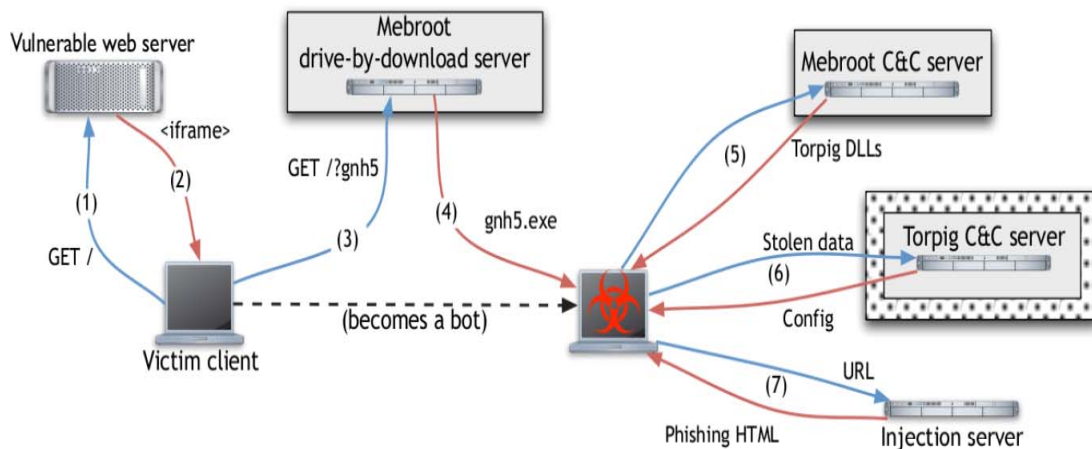 Vulnerable web server
Mebroot
drive-by-download server
Mebroot C&C server
<iframe>
(1)
(2)
GET /
GET /?gnh5
(3)
(4)
gnh5.exe
(5)
Torpig DLLs
Torpig C&C server
Stolen data
(6)
Config
Victim client
(becomes a bot)
(7)
URL
Phishing HTML
Injection server